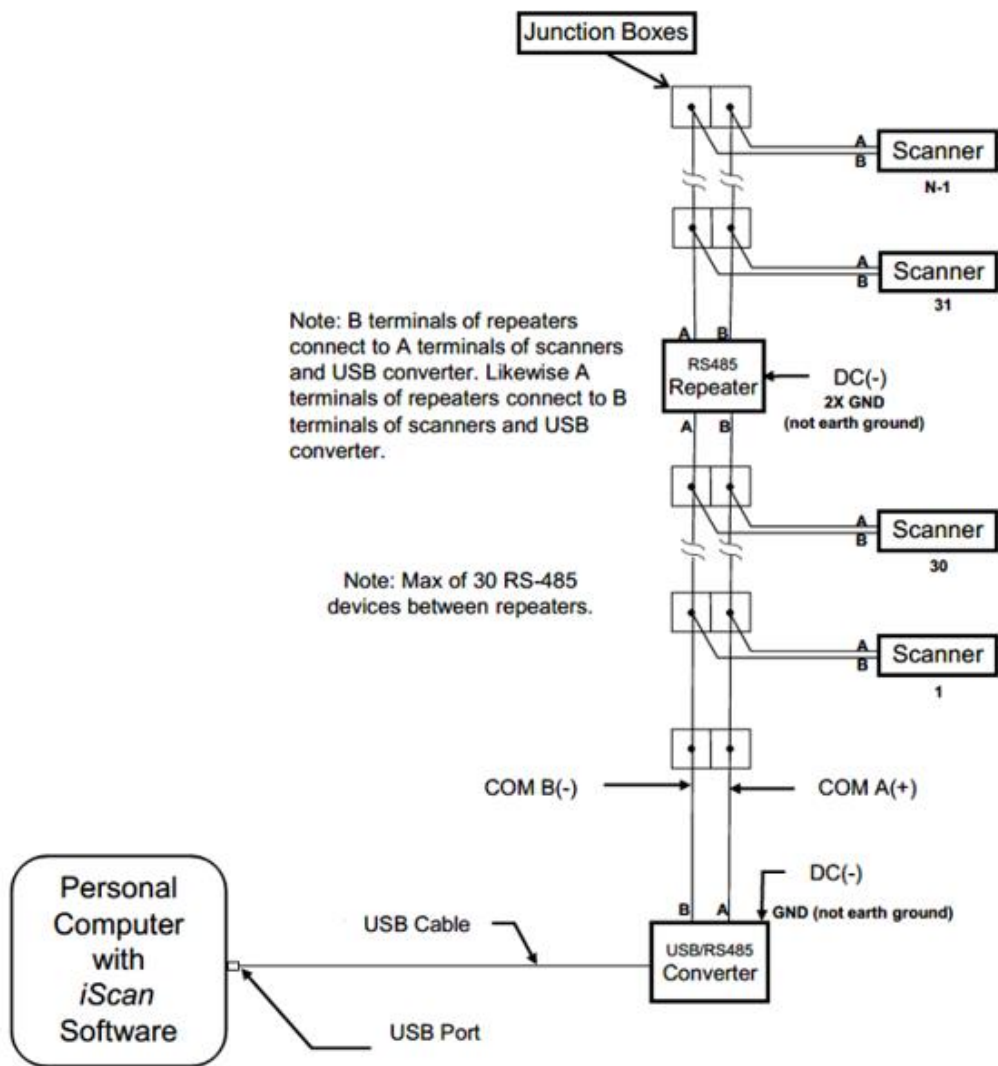 Junction Boxes
A
B
Scanner
N-1
A
B
Scanner
31
Note: B terminals of repeaters
connect to A terminals of scanners
and USB converter. Likewise A
terminals of repeaters connect to B
terminals of scanners and USB
converter.
A B
RS485
Repeater
DC(-)
2X GND
(not earth ground)
A B
A
B
Scanner
30
Note: Max of 30 RS-485
devices between repeaters.
A
B
Scanner
1
COM B(-)
COM A(+)
DC(-)
GND (not earth ground)
B A
USB/RS485
Converter
USB Cable
Personal
Computer
with
iScan
Software
USB Port